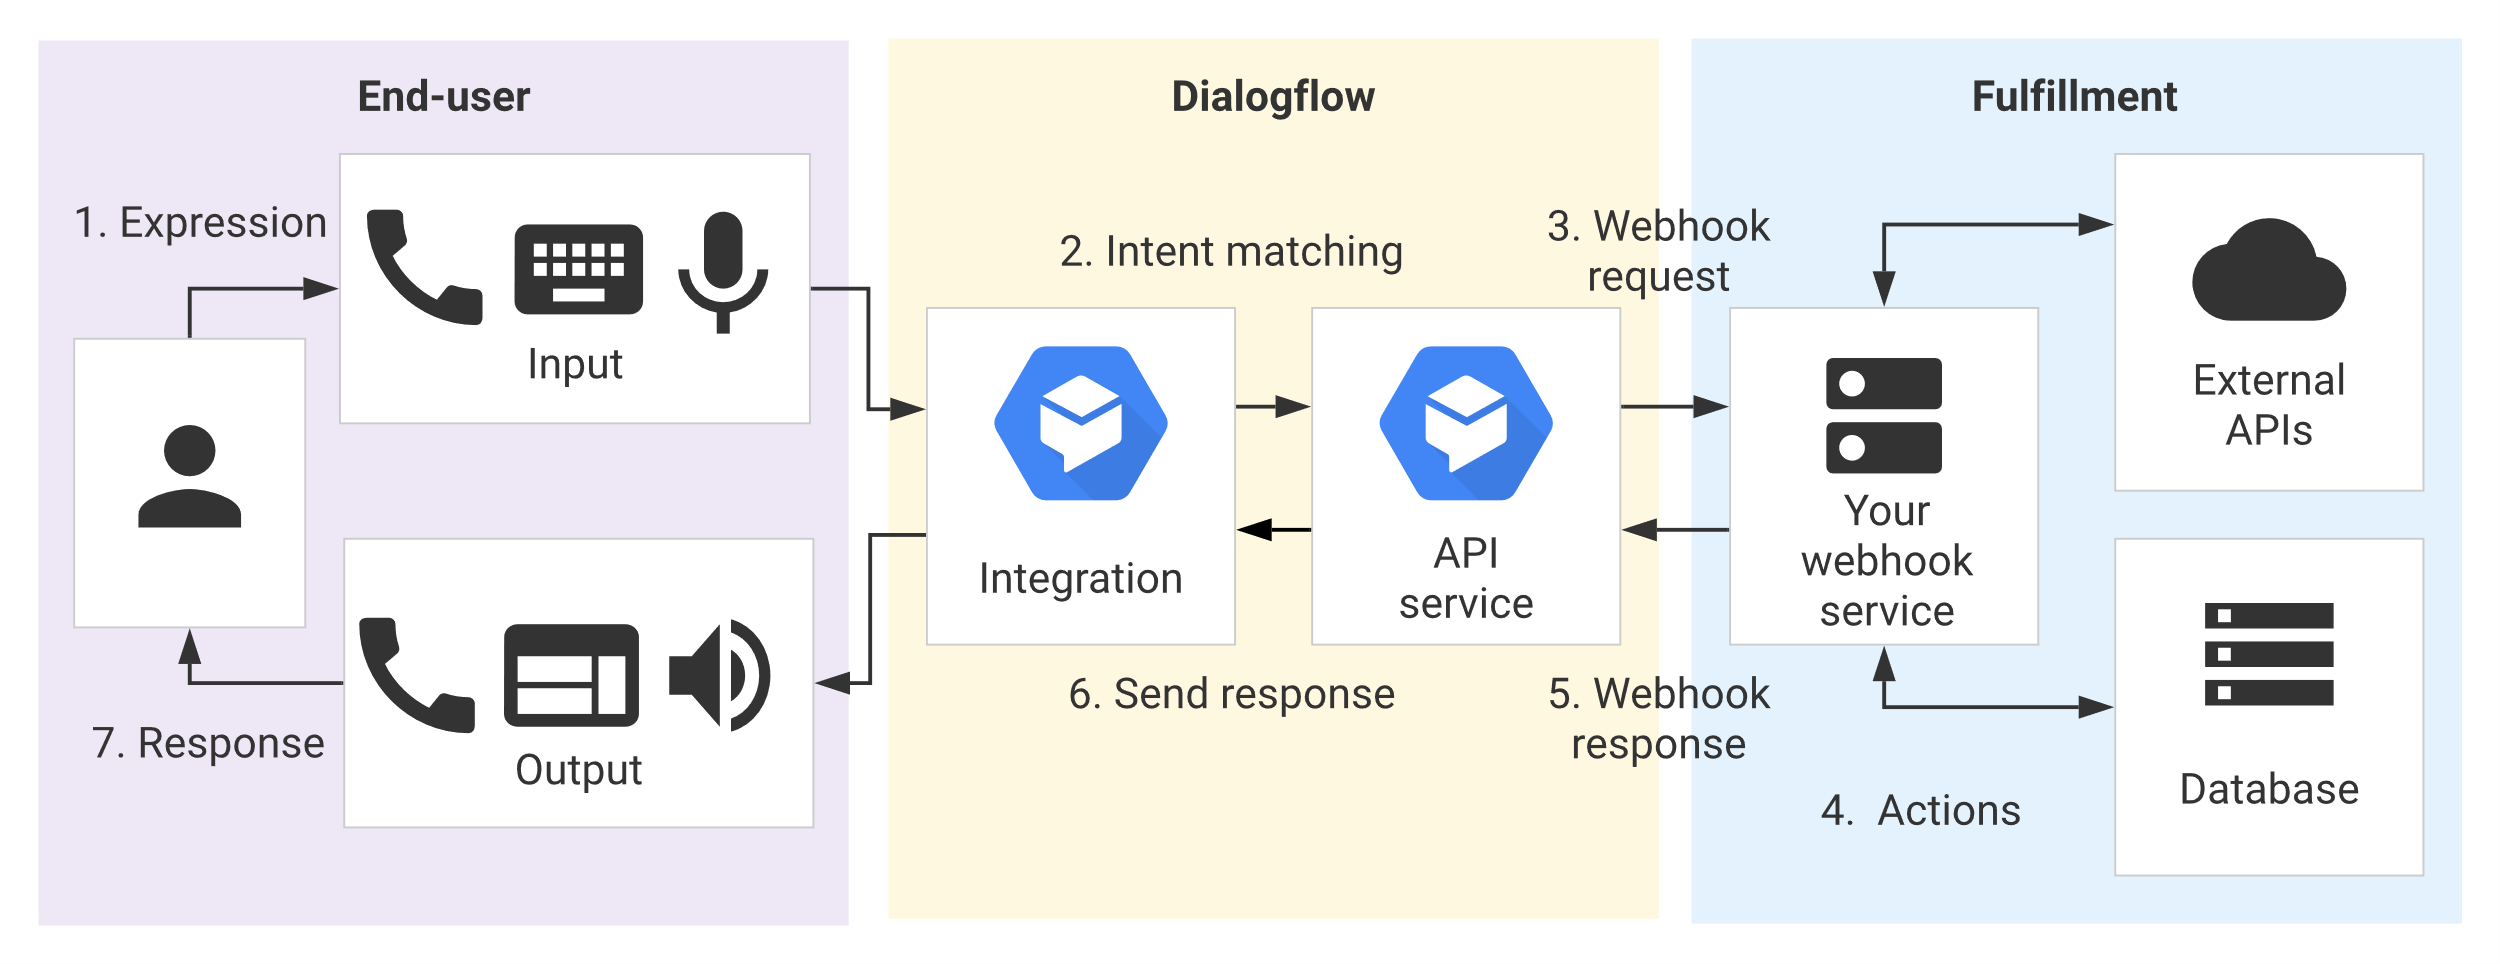 End-user
Dialogflow
Fulfillment
1. Expression
Input
2. Intent matching
3. Webhook
request
External
APIs
Your
webhook
service
Integration
API
service
Output
7. Response
6. Send response
5. Webhook
response
4. Actions
Database